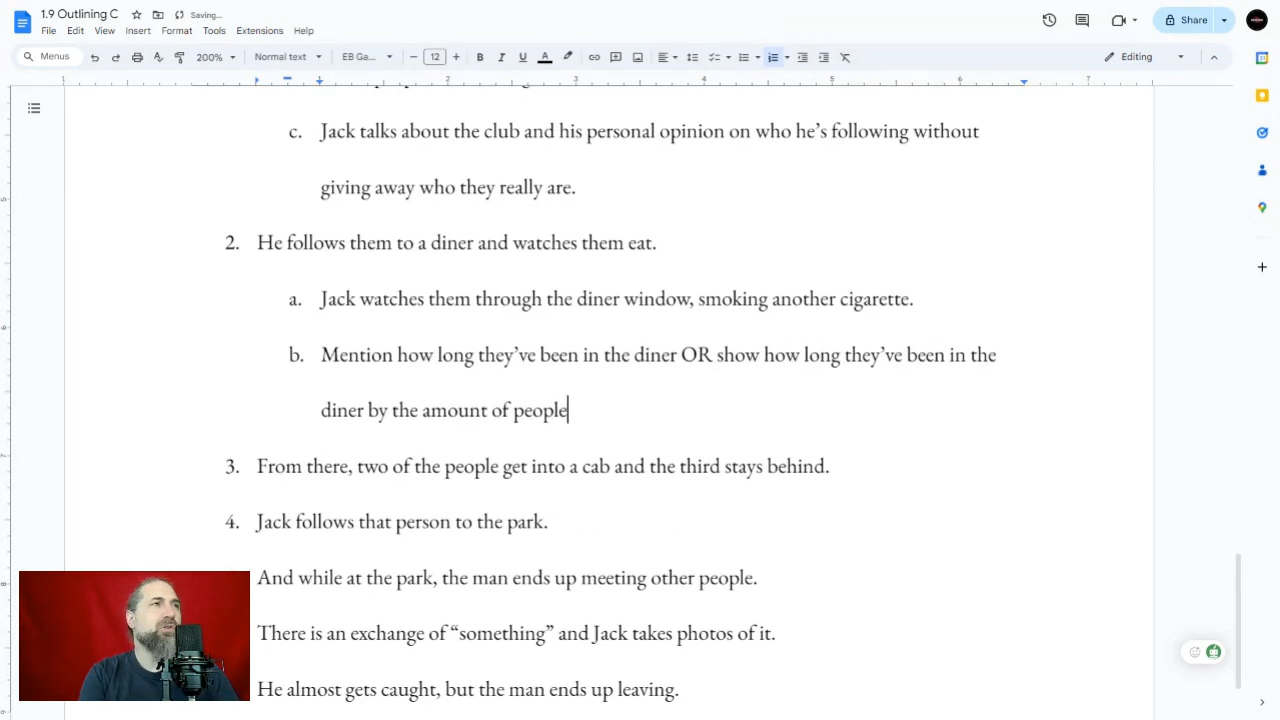 1.9 Outlining C
Saving...
File Edit View Insert Format Tools Extensions Help
Share
Menus
200%
Normal text
EB Ga...
12
Editing
1 2 3 4 5 6 7
c. Jack talks about the club and his personal opinion on who he’s following without
giving away who they really are.
2. He follows them to a diner and watches them eat.
a. Jack watches them through the diner window, smoking another cigarette.
b. Mention how long they’ve been in the diner OR show how long they’ve been in the
diner by the amount of people
3. From there, two of the people get into a cab and the third stays behind.
4. Jack follows that person to the park.
And while at the park, the man ends up meeting other people.
There is an exchange of “something” and Jack takes photos of it.
He almost gets caught, but the man ends up leaving.